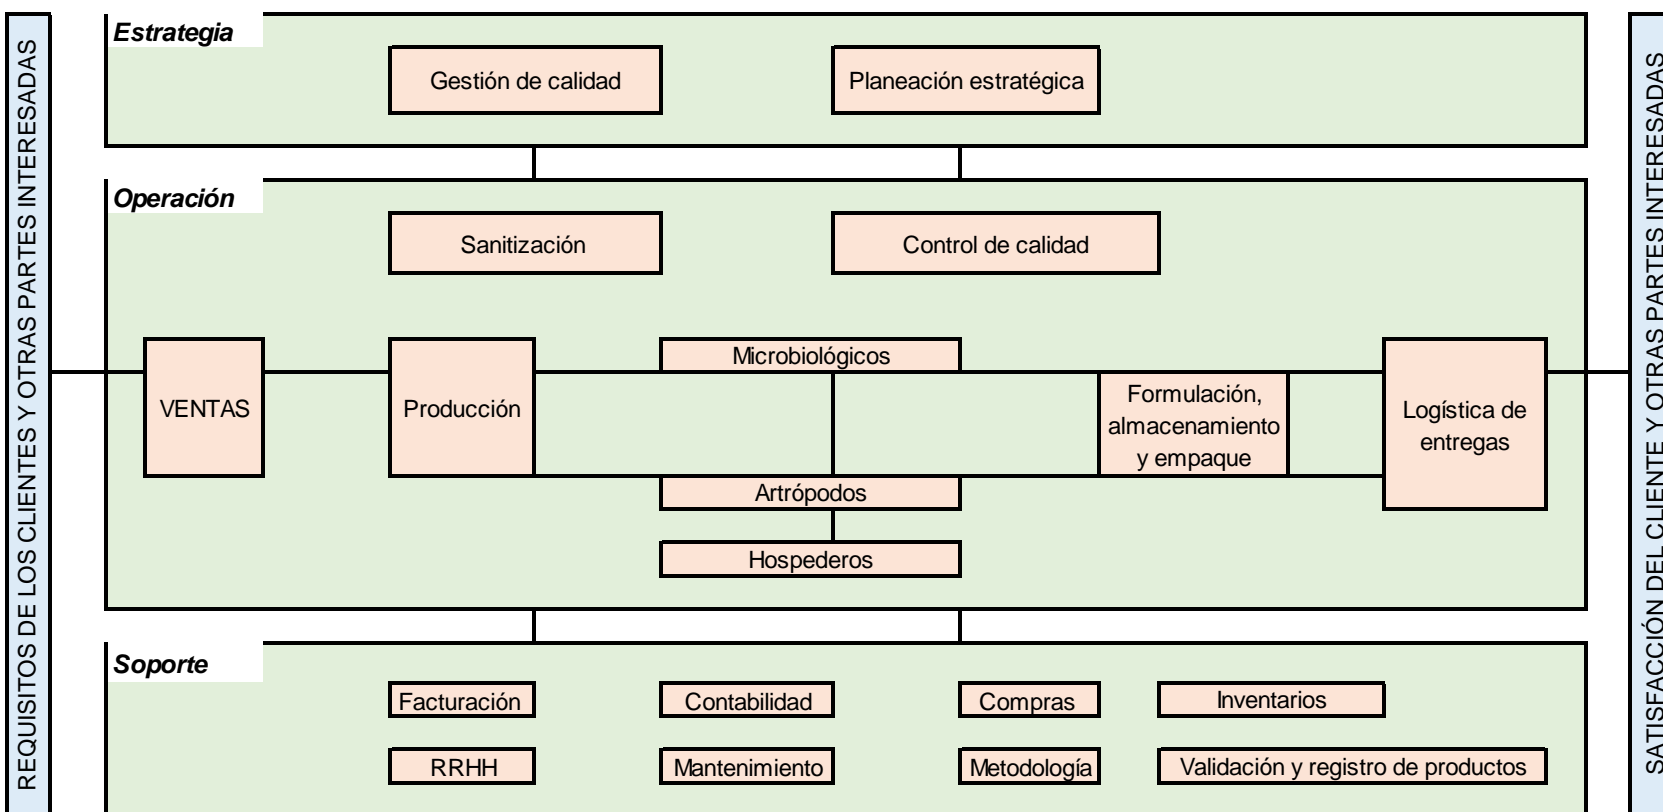 REQUISITOS DE LOS CLIENTES Y OTRAS PARTES INTERESADAS
Estrategia
Gestión de calidad
Planeación estratégica
Operación
Sanitización
Control de calidad
VENTAS
Producción
Microbiológicos
Artrópodos
Hospederos
Formulación,
almacenamiento
y empaque
Logística de
entregas
Soporte
Facturación
Contabilidad
Compras
Inventarios
RRHH
Mantenimiento
Metodología
Validación y registro de productos
SATISFACCIÓN DEL CLIENTE Y OTRAS PARTES INTERESADAS